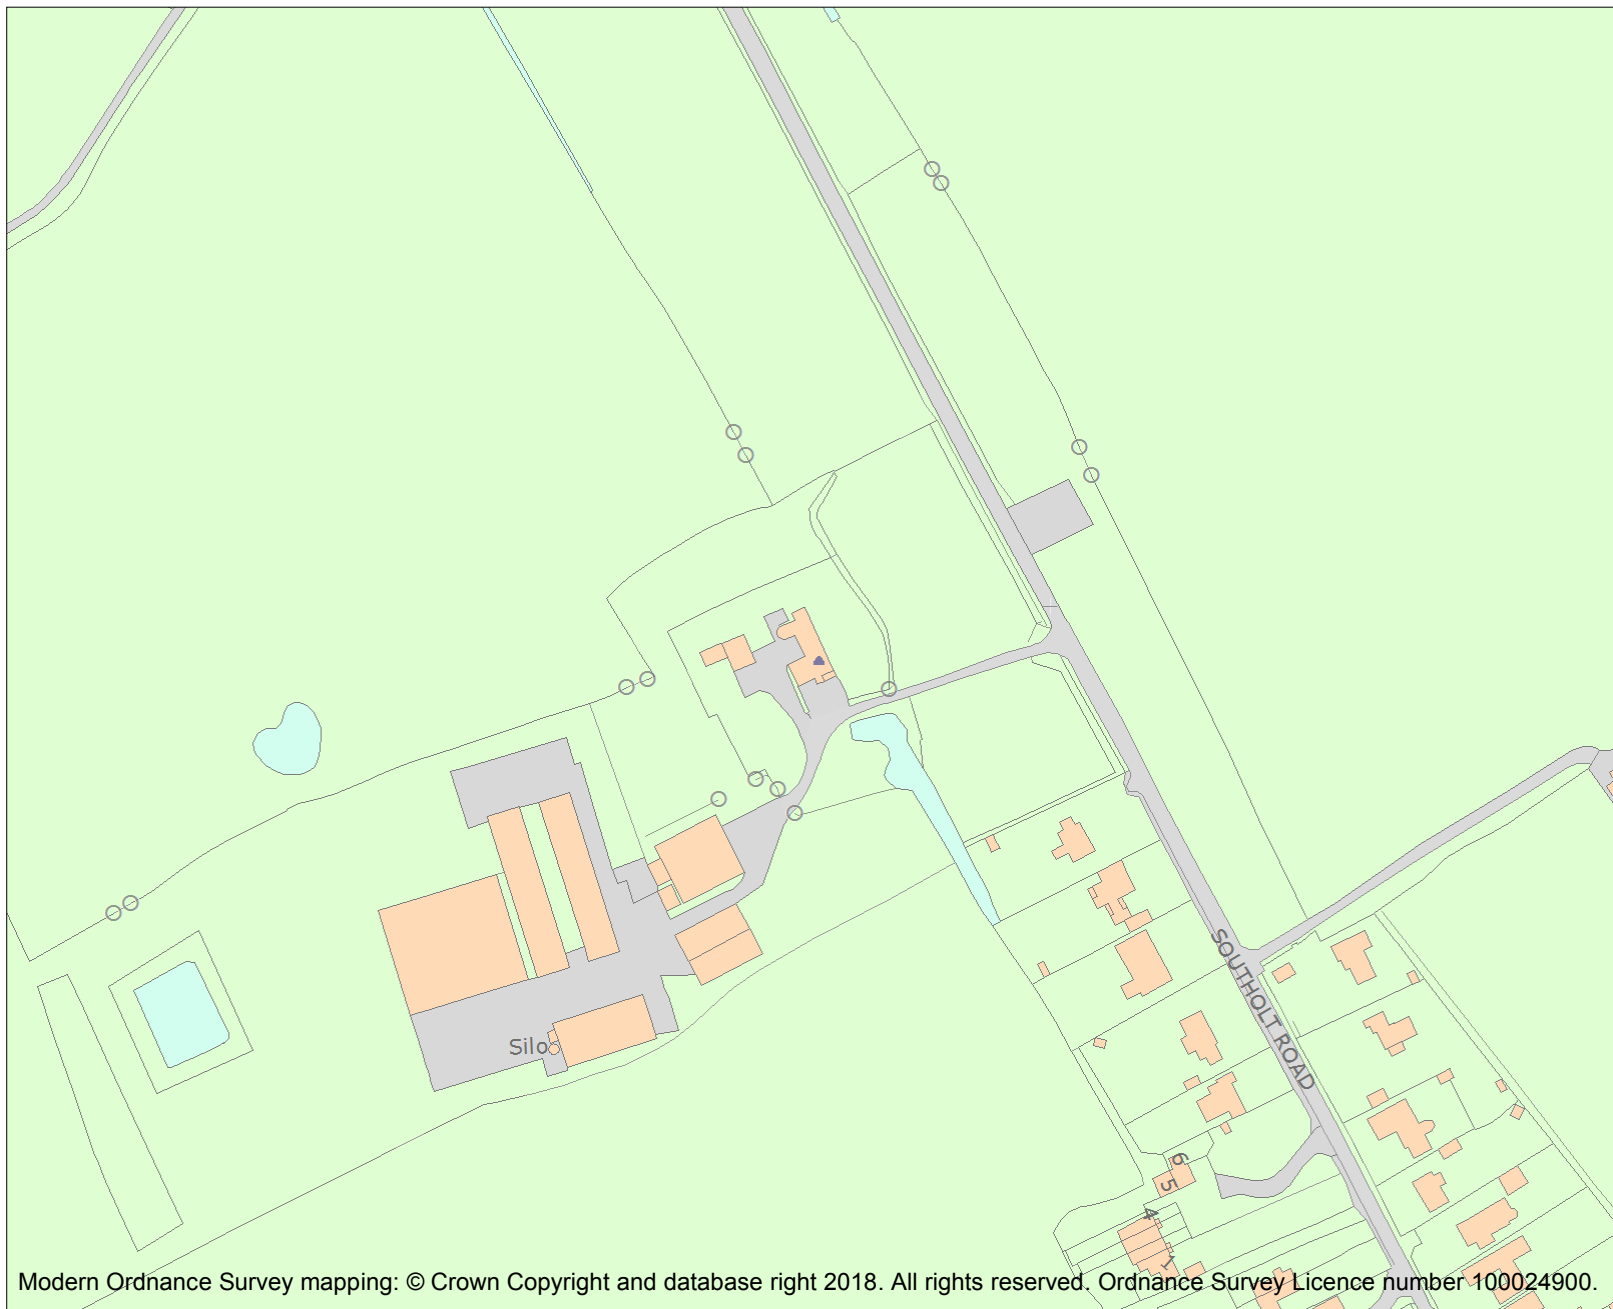 SOUTHOLT ROAD
Silo
6
5
4
1
Modern Ordnance Survey mapping: © Crown Copyright and database right 2018. All rights reserved. Ordnance Survey Licence number 100024900.